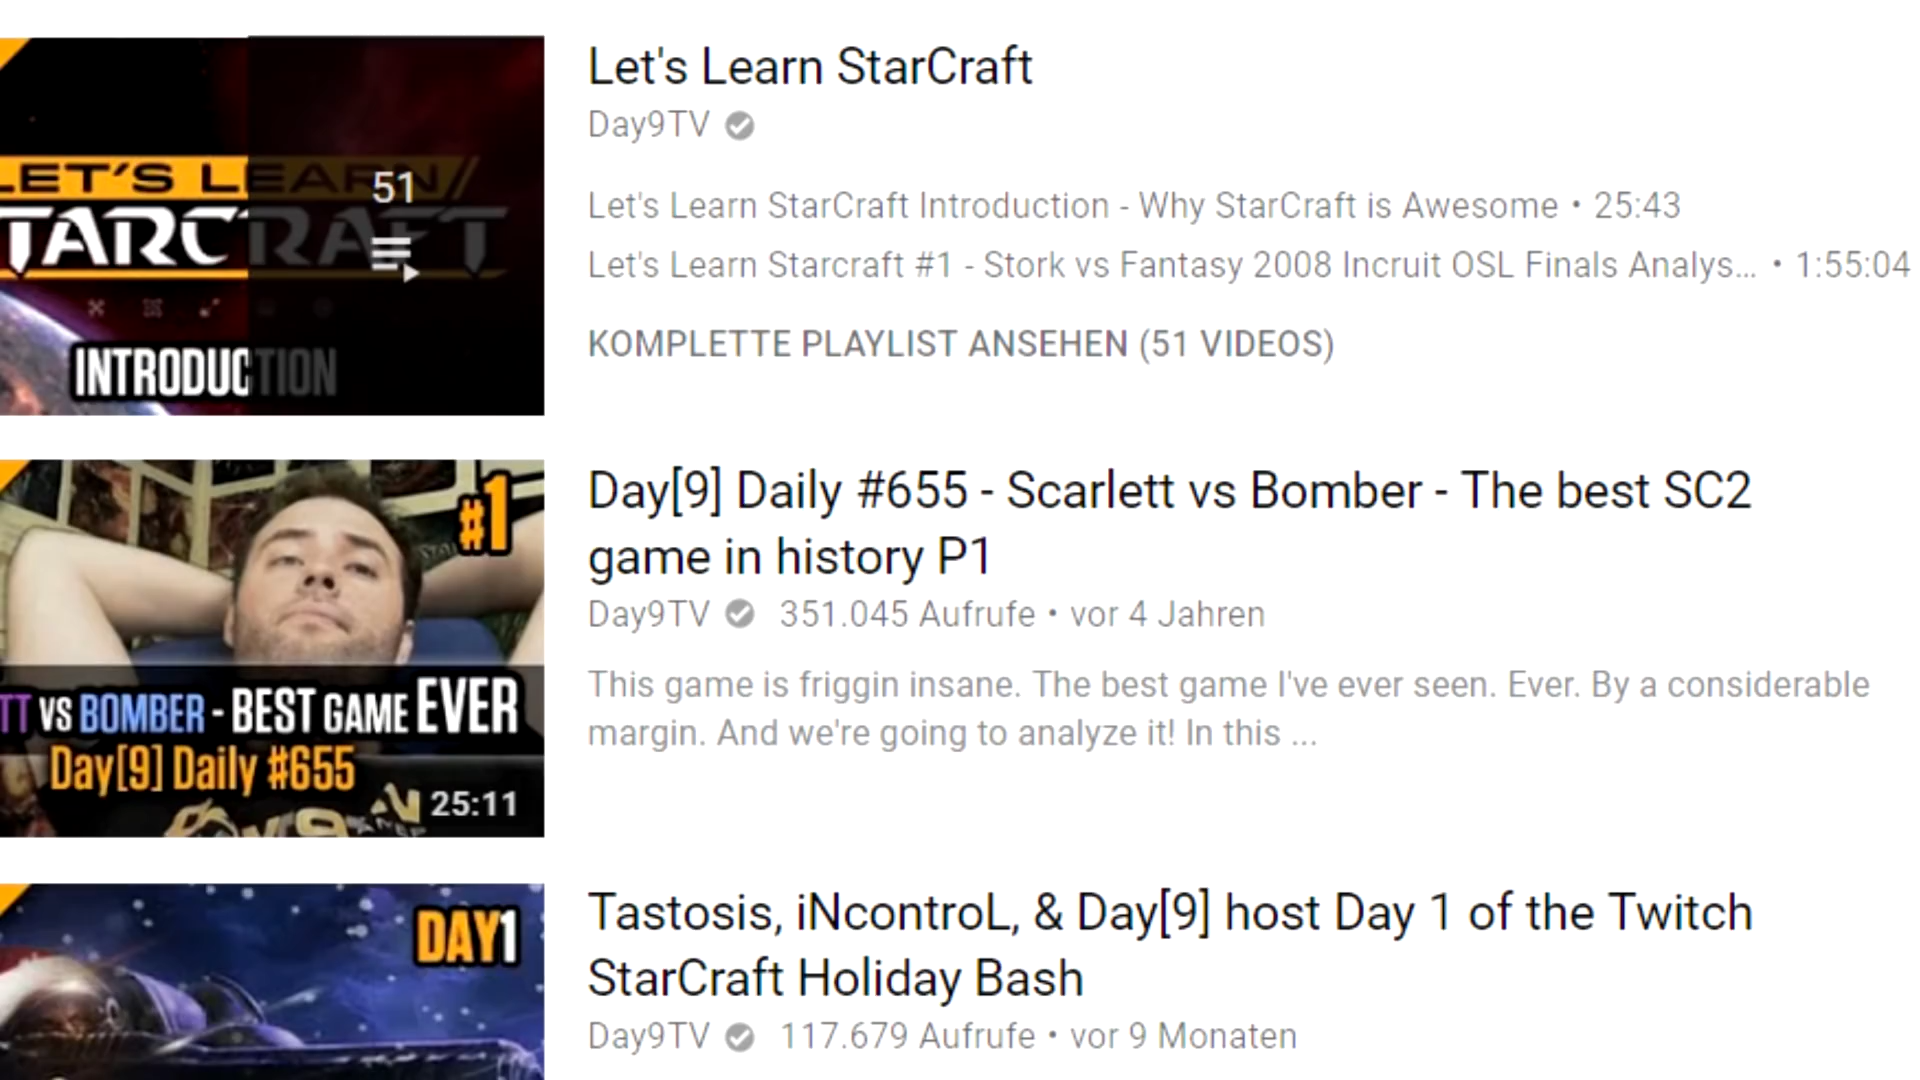 LET'S LEARN
TARCRAFT
51
INTRODUCTION
Let's Learn StarCraft
Day9TV
Let's Learn StarCraft Introduction - Why StarCraft is Awesome • 25:43
Let's Learn Starcraft #1 - Stork vs Fantasy 2008 Incruit OSL Finals Analys... • 1:55:04
KOMPLETTE PLAYLIST ANSEHEN (51 VIDEOS)
#1
TT VS BOMBER - BEST GAME EVER
Day[9] Daily #655
25:11
Day[9] Daily #655 - Scarlett vs Bomber - The best SC2
game in history P1
Day9TV 351.045 Aufrufe • vor 4 Jahren
This game is friggin insane. The best game I've ever seen. Ever. By a considerable
margin. And we're going to analyze it! In this ...
DAY1
Tastosis, iNcontroL, & Day[9] host Day 1 of the Twitch
StarCraft Holiday Bash
Day9TV 117.679 Aufrufe • vor 9 Monaten